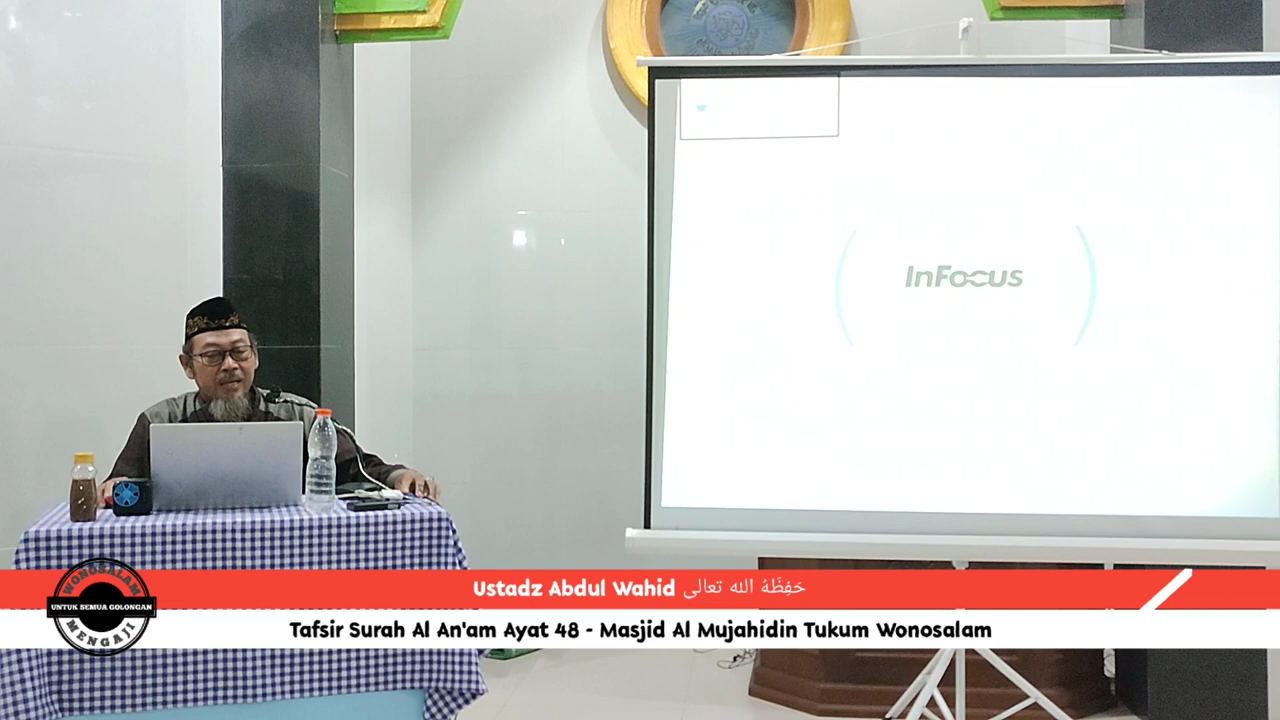 InFocus
Ustadz Abdul Wahid حَفِظَهُ الله تعالى
WONOSALAM
UNTUK SEMUA GOLONGAN
MENGAJI
Tafsir Surah Al An'am Ayat 48 - Masjid Al Mujahidin Tukum Wonosalam